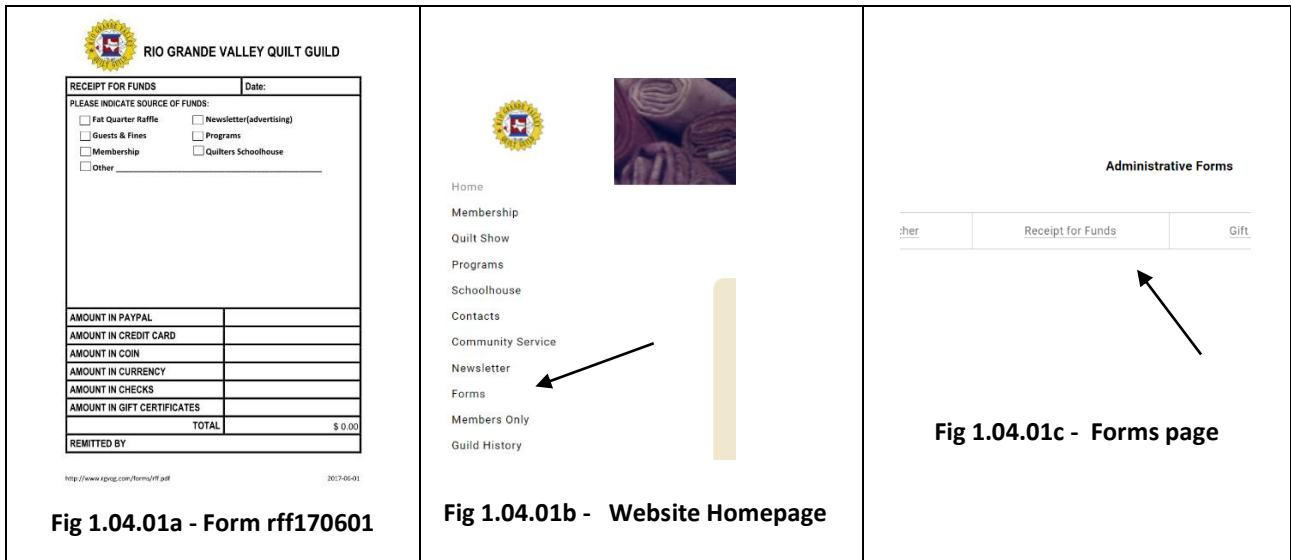 RIO GRANDE VALLEY QUILT GUILD
RECEIPT FOR FUNDS Date:
PLEASE INDICATE SOURCE OF FUNDS:
Fat Quarter Raffle Newsletter(advertising)
Guests & Fines Programs
Membership Quilters Schoolhouse
Other
AMOUNT IN PAYPAL
AMOUNT IN CREDIT CARD
AMOUNT IN COIN
AMOUNT IN CURRENCY
AMOUNT IN CHECKS
AMOUNT IN GIFT CERTIFICATES
TOTAL $ 0.00
REMITTED BY
http://www.rgvqg.com/forms/rff.pdf 2017-06-01
Fig 1.04.01a - Form rff170601
Home
Membership
Quilt Show
Programs
Schoolhouse
Contacts
Community Service
Newsletter
Forms
Members Only
Guild History
Fig 1.04.01b - Website Homepage
Administrative Forms
cher Receipt for Funds Gift
Fig 1.04.01c - Forms page